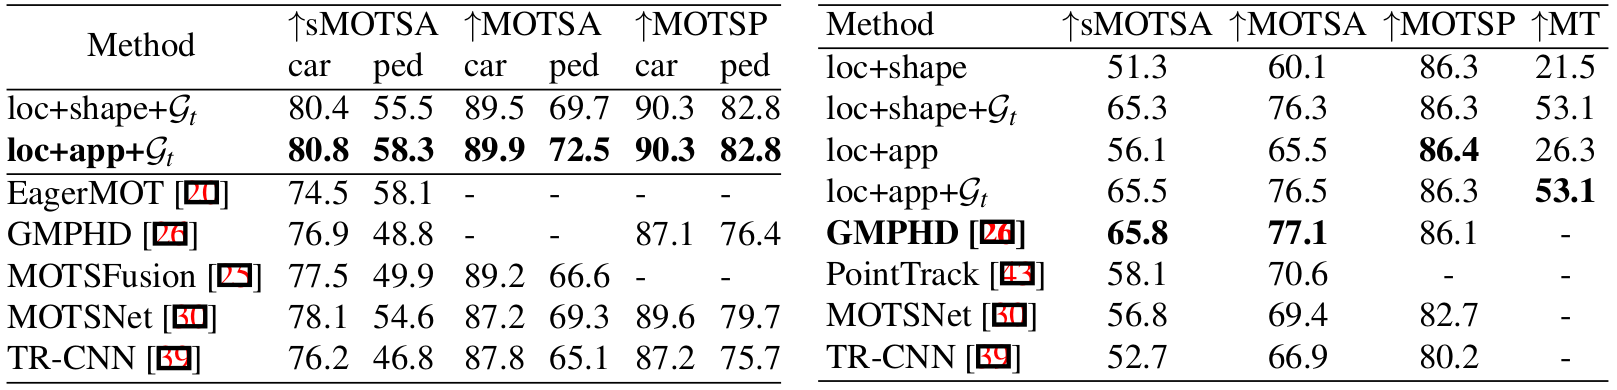 Method ↑sMOTSA ↑MOTSA ↑MOTSP
car ped car ped car ped
loc+shape+𝒢ₜ 80.4 55.5 89.5 69.7 90.3 82.8
loc+app+𝒢ₜ 80.8 58.3 89.9 72.5 90.3 82.8
EagerMOT [20] 74.5 58.1 - - - -
GMPHD [26] 76.9 48.8 - - 87.1 76.4
MOTSFusion [25] 77.5 49.9 89.2 66.6 - -
MOTSNet [30] 78.1 54.6 87.2 69.3 89.6 79.7
TR-CNN [39] 76.2 46.8 87.8 65.1 87.2 75.7
Method ↑sMOTSA ↑MOTSA ↑MOTSP ↑MT
loc+shape 51.3 60.1 86.3 21.5
loc+shape+𝒢ₜ 65.3 76.3 86.3 53.1
loc+app 56.1 65.5 86.4 26.3
loc+app+𝒢ₜ 65.5 76.5 86.3 53.1
GMPHD [26] 65.8 77.1 86.1 -
PointTrack [43] 58.1 70.6 - -
MOTSNet [30] 56.8 69.4 82.7 -
TR-CNN [39] 52.7 66.9 80.2 -